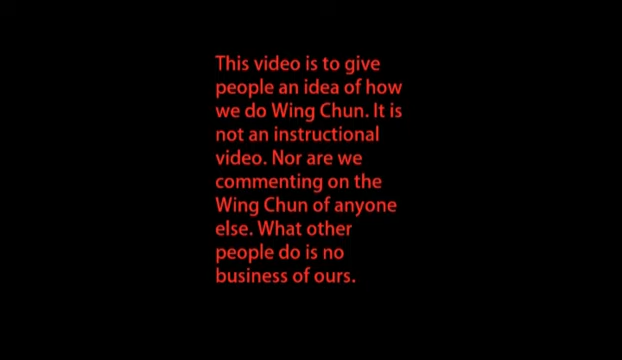 This video is to give
people an idea of how
we do Wing Chun. It is
not an instructional
video. Nor are we
commenting on the
Wing Chun of anyone
else. What other
people do is no
business of ours.